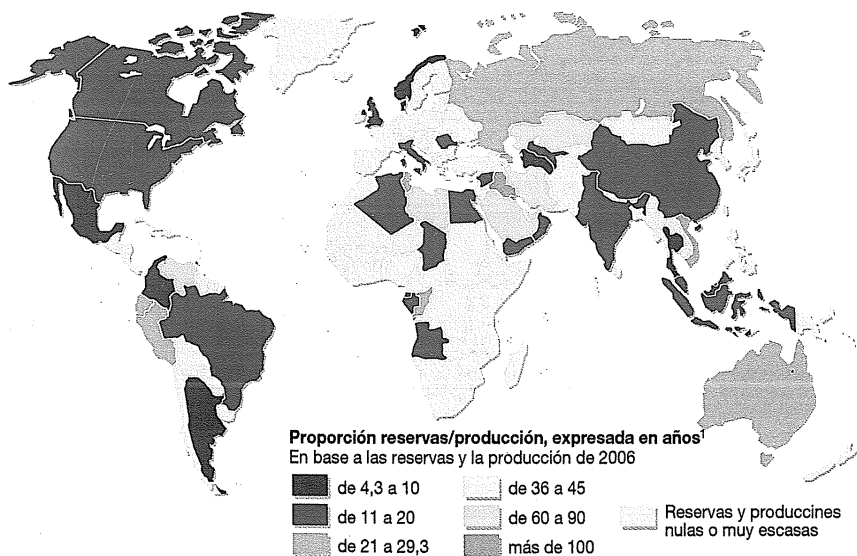 Proporción reservas/producción, expresada en años¹
En base a las reservas y la producción de 2006
de 4,3 a 10
de 11 a 20
de 21 a 29,3
de 36 a 45
de 60 a 90
más de 100
Reservas y produccines
nulas o muy escasas